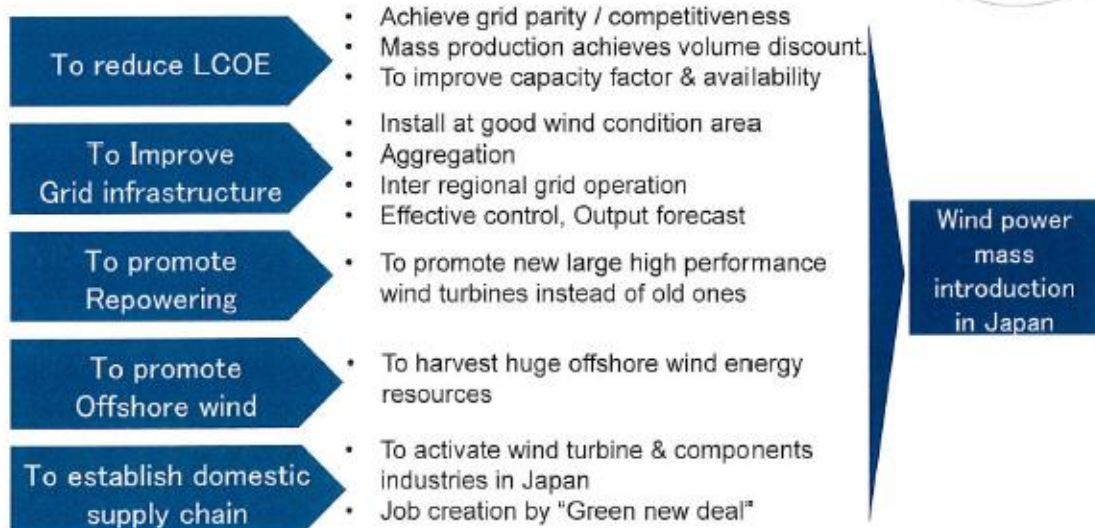 To reduce LCOE
• Achieve grid parity / competitiveness
• Mass production achieves volume discount.
• To improve capacity factor & availability
To Improve
Grid infrastructure
• Install at good wind condition area
• Aggregation
• Inter regional grid operation
• Effective control, Output forecast
To promote
Repowering
• To promote new large high performance
wind turbines instead of old ones
To promote
Offshore wind
• To harvest huge offshore wind energy
resources
To establish domestic
supply chain
• To activate wind turbine & components
industries in Japan
• Job creation by "Green new deal"
Wind power
mass
introduction
in Japan